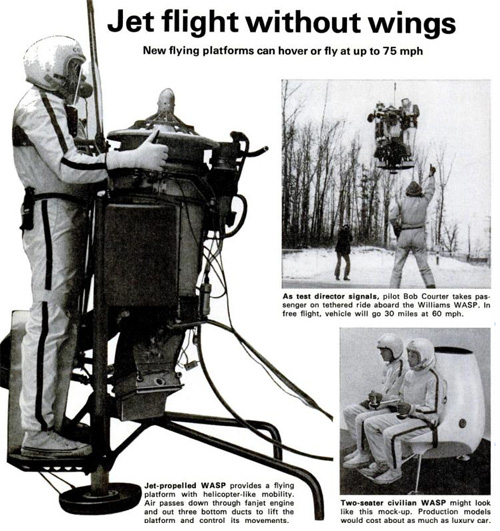 Jet flight without wings
New flying platforms can hover or fly at up to 75 mph
As test director signals, pilot Bob Courter takes pas-
senger on tethered ride aboard the Williams WASP. In
free flight, vehicle will go 30 miles at 60 mph.
Jet-propelled WASP provides a flying
platform with helicopter-like mobility.
Air passes down through fanjet engine
and out three bottom ducts to lift the
platform and control its movements.
Two-seater civilian WASP might look
like this mock-up. Production models
would cost about as much as luxury car.